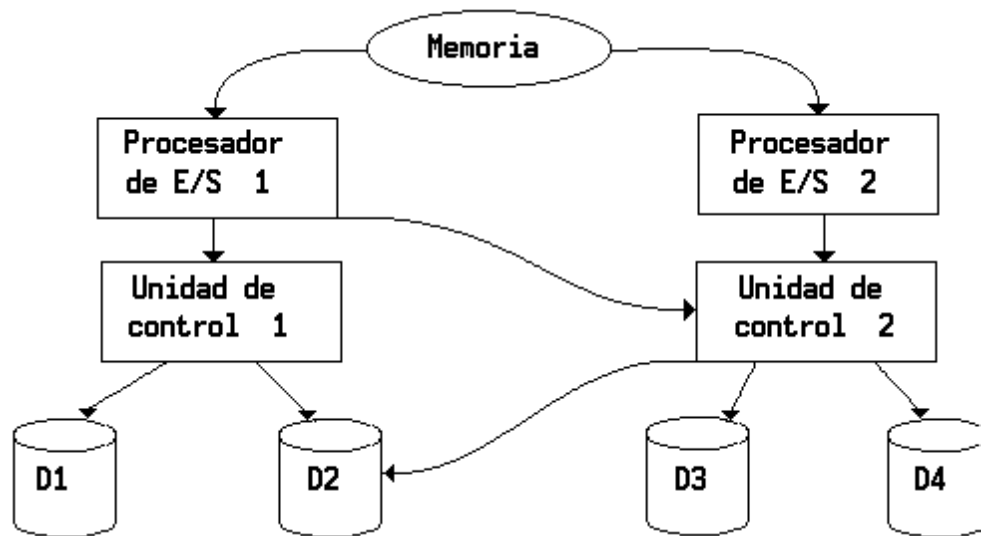 Memoria
Procesador
de E/S 1
Procesador
de E/S 2
Unidad de
control 1
Unidad de
control 2
D1
D2
D3
D4